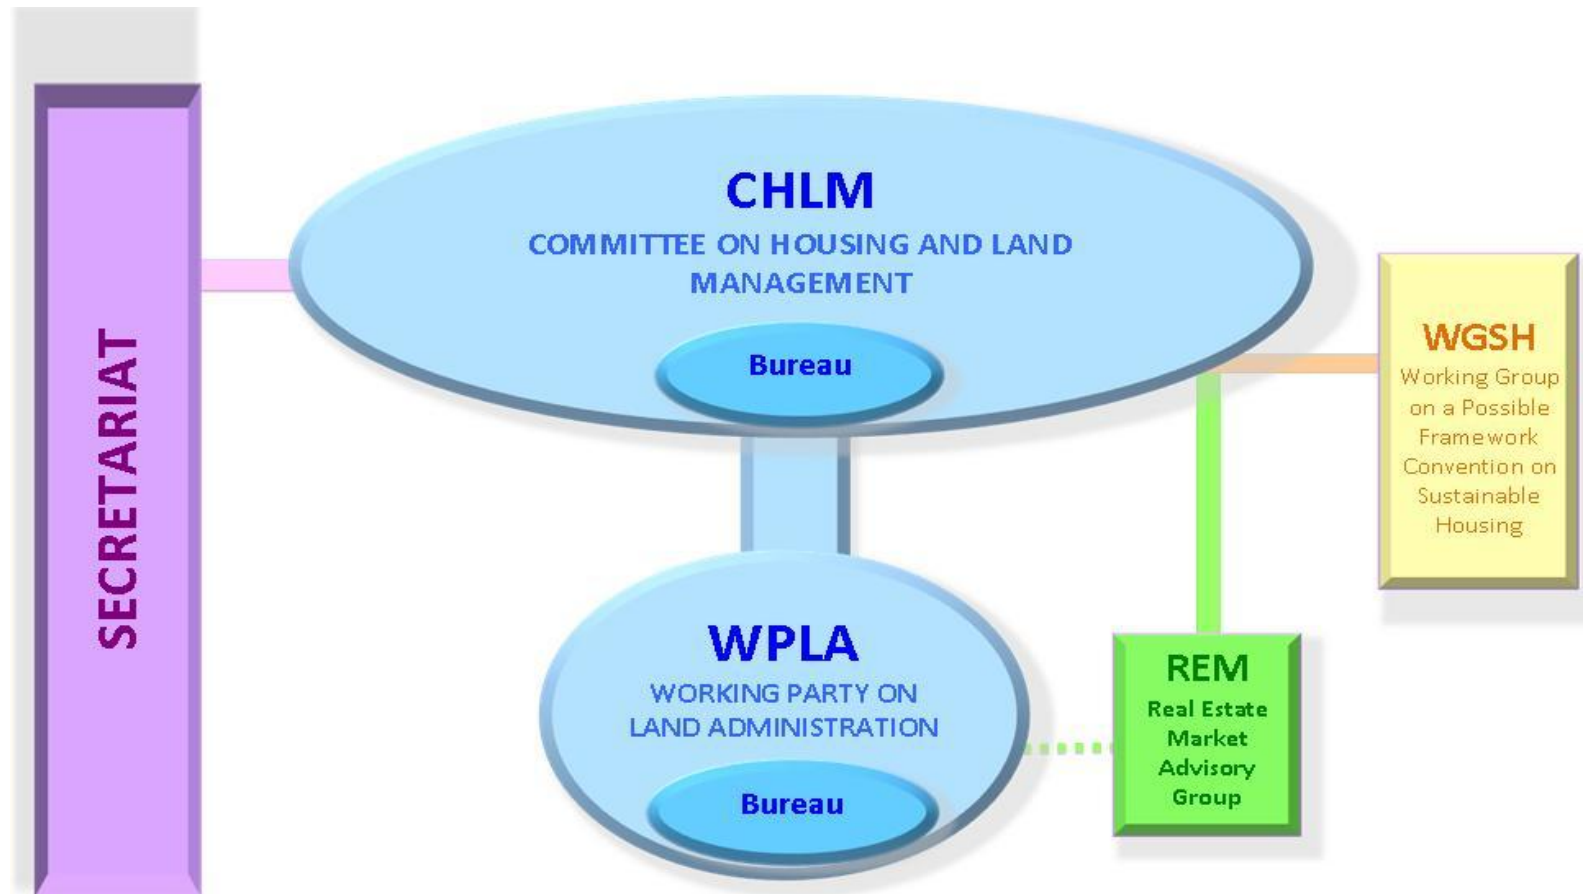 SECRETARIAT
CHLM
COMMITTEE ON HOUSING AND LAND
MANAGEMENT
Bureau
WGSH
Working Group
on a Possible
Framework
Convention on
Sustainable
Housing
WPLA
WORKING PARTY ON
LAND ADMINISTRATION
Bureau
REM
Real Estate
Market
Advisory
Group